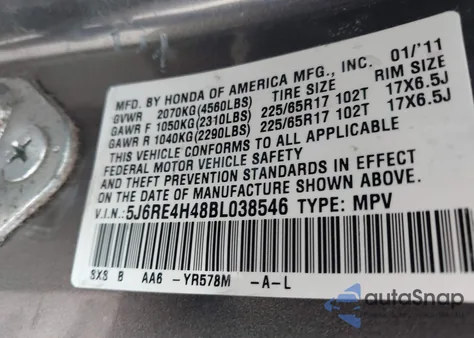 MFD. BY HONDA OF AMERICA MFG., INC. 01/'11
GVWR 2070KG(4560LBS) TIRE SIZE RIM SIZE
GAWR F 1050KG(2310LBS) 225/65R17 102T 17X6.5J
GAWR R 1040KG(2290LBS) 225/65R17 102T 17X6.5J
THIS VEHICLE CONFORMS TO ALL APPLICABLE
FEDERAL MOTOR VEHICLE SAFETY
AND THEFT PREVENTION STANDARDS IN EFFECT ON
THE DATE OF MANUFACTURE SHOWN ABOVE.
V.I.N.: 5J6RE4H48BL038546 TYPE: MPV
SXS B AA6 -YR578M -A-L
autoSnap